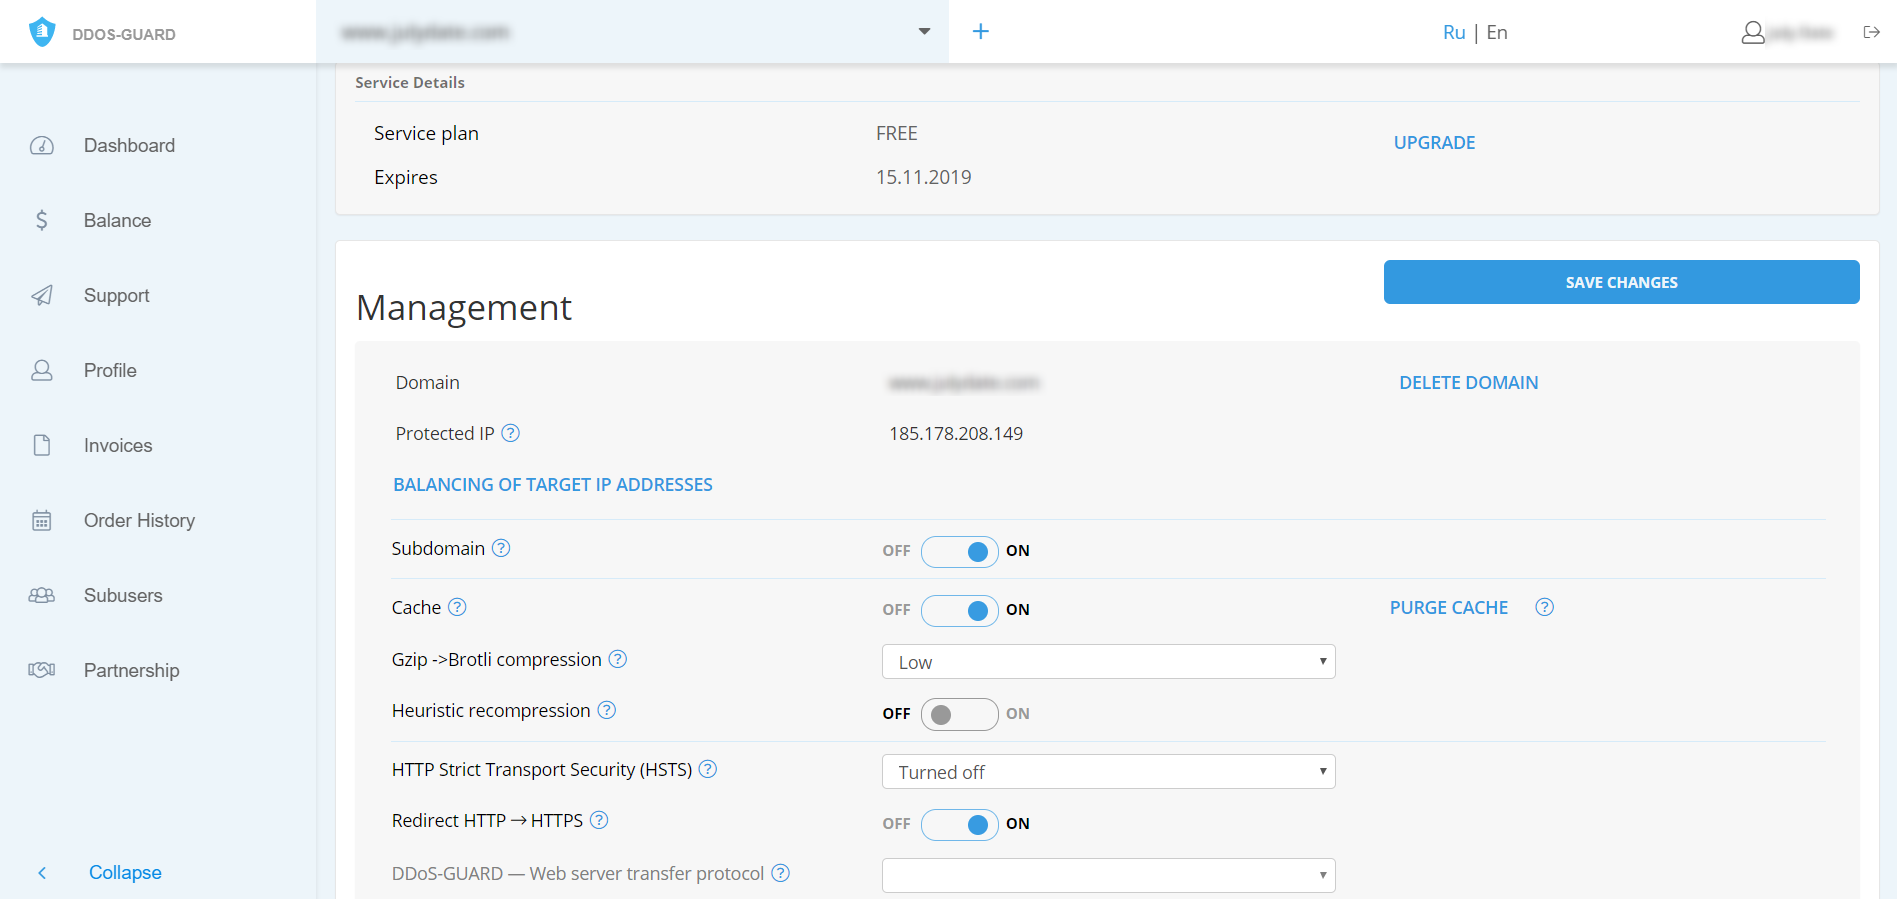 DDOS-GUARD
+
Ru | En
Service Details
Service plan FREE UPGRADE
Expires 15.11.2019
Dashboard
Balance
Support
Profile
Invoices
Order History
Subusers
Partnership
Collapse
SAVE CHANGES
Management
Domain DELETE DOMAIN
Protected IP ? 185.178.208.149
BALANCING OF TARGET IP ADDRESSES
Subdomain ? OFF ON
Cache ? OFF ON PURGE CACHE ?
Gzip ->Brotli compression ? Low
Heuristic recompression ? OFF ON
HTTP Strict Transport Security (HSTS) ? Turned off
Redirect HTTP → HTTPS ? OFF ON
DDoS-GUARD — Web server transfer protocol ?